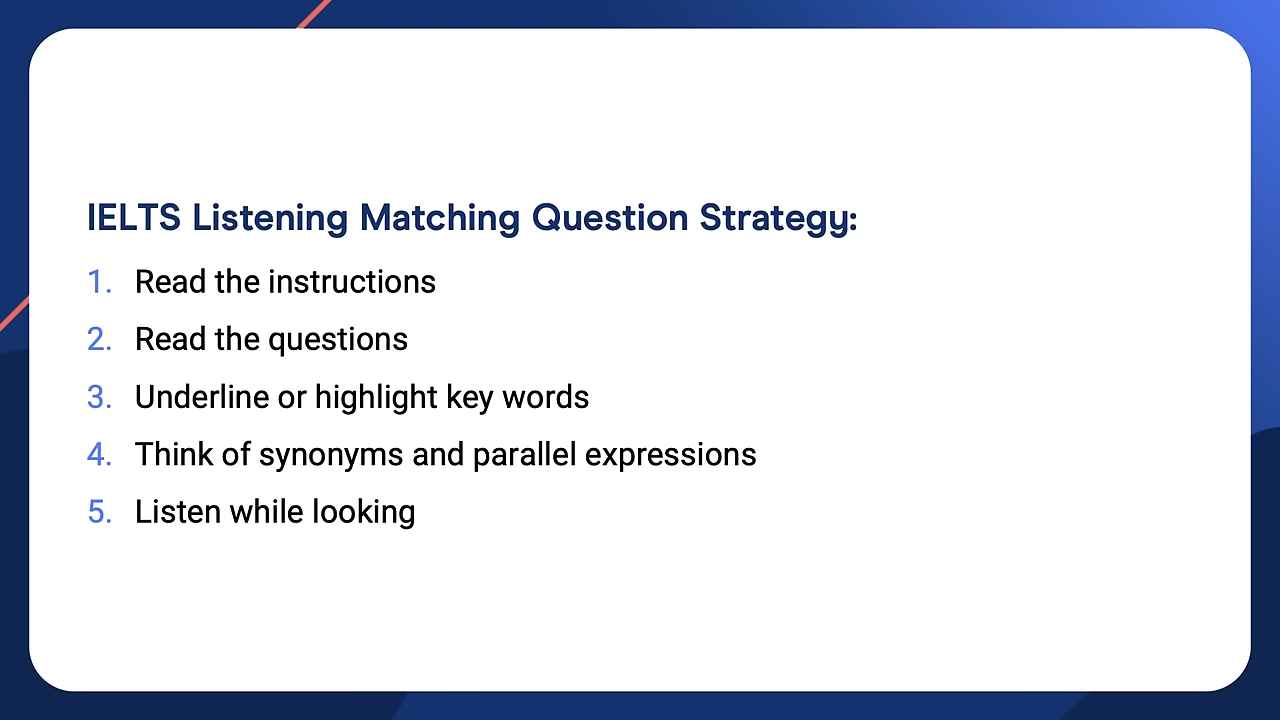 IELTS Listening Matching Question Strategy:
1. Read the instructions
2. Read the questions
3. Underline or highlight key words
4. Think of synonyms and parallel expressions
5. Listen while looking